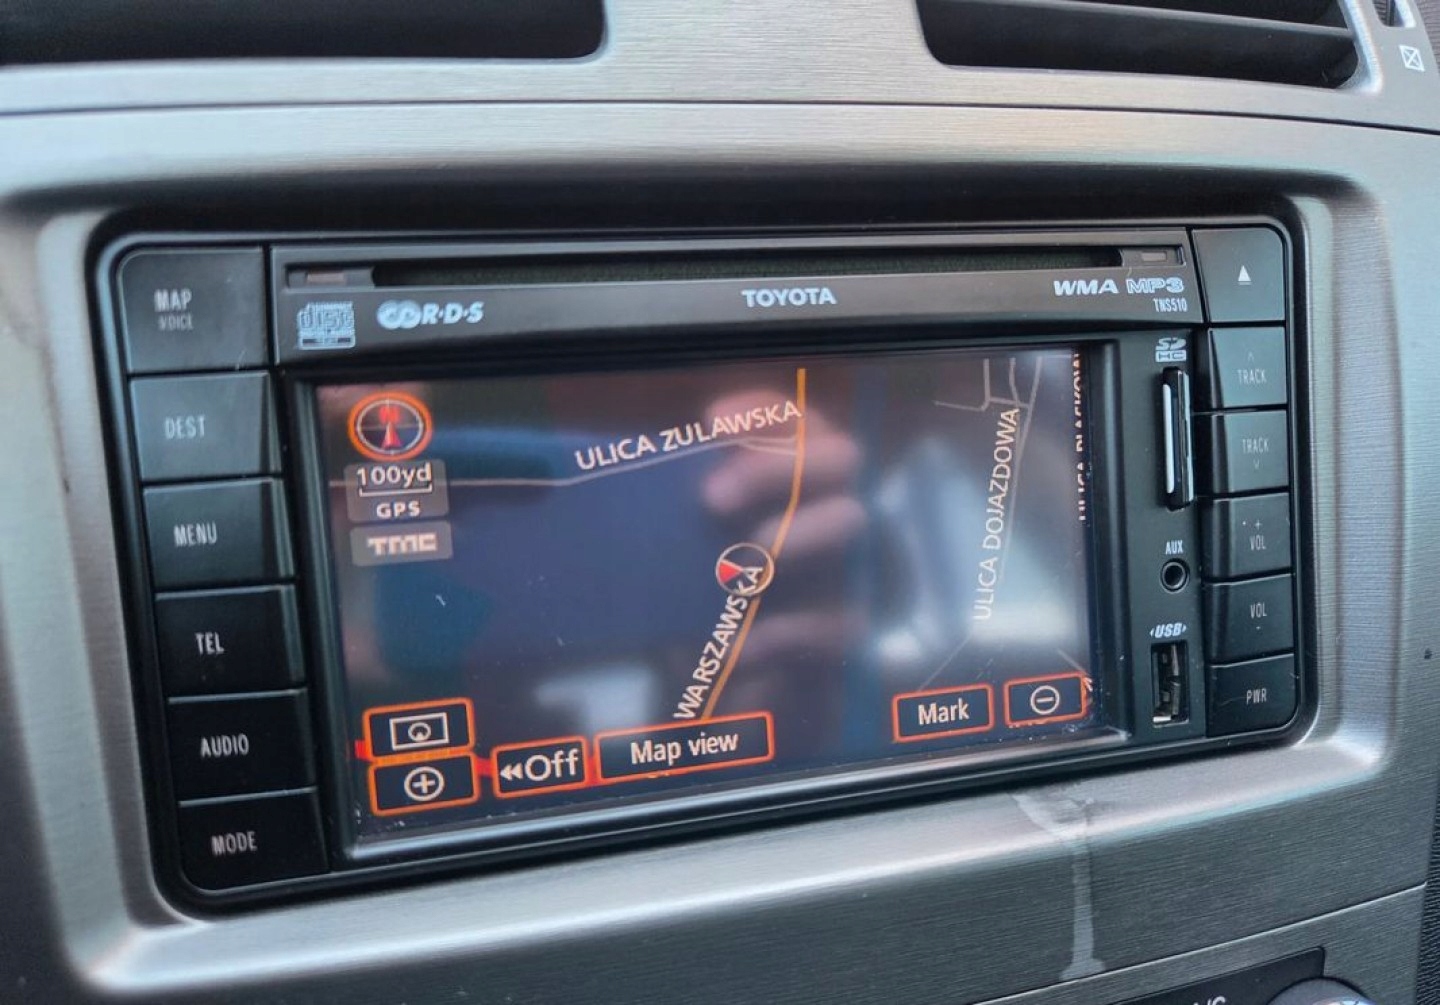 MAP
VOICE
DEST
MENU
TEL
AUDIO
MODE
disc
R·D·S
TOYOTA
WMA MP3
TNS510
SD
HC
TRACK
TRACK
+
VOL
VOL
-
PWR
AUX
USB
100yd
GPS
TMC
ULICA ZULAWSKA
WARSZAWSKA
ULICA DOJAZDOWA
Off
Map view
Mark